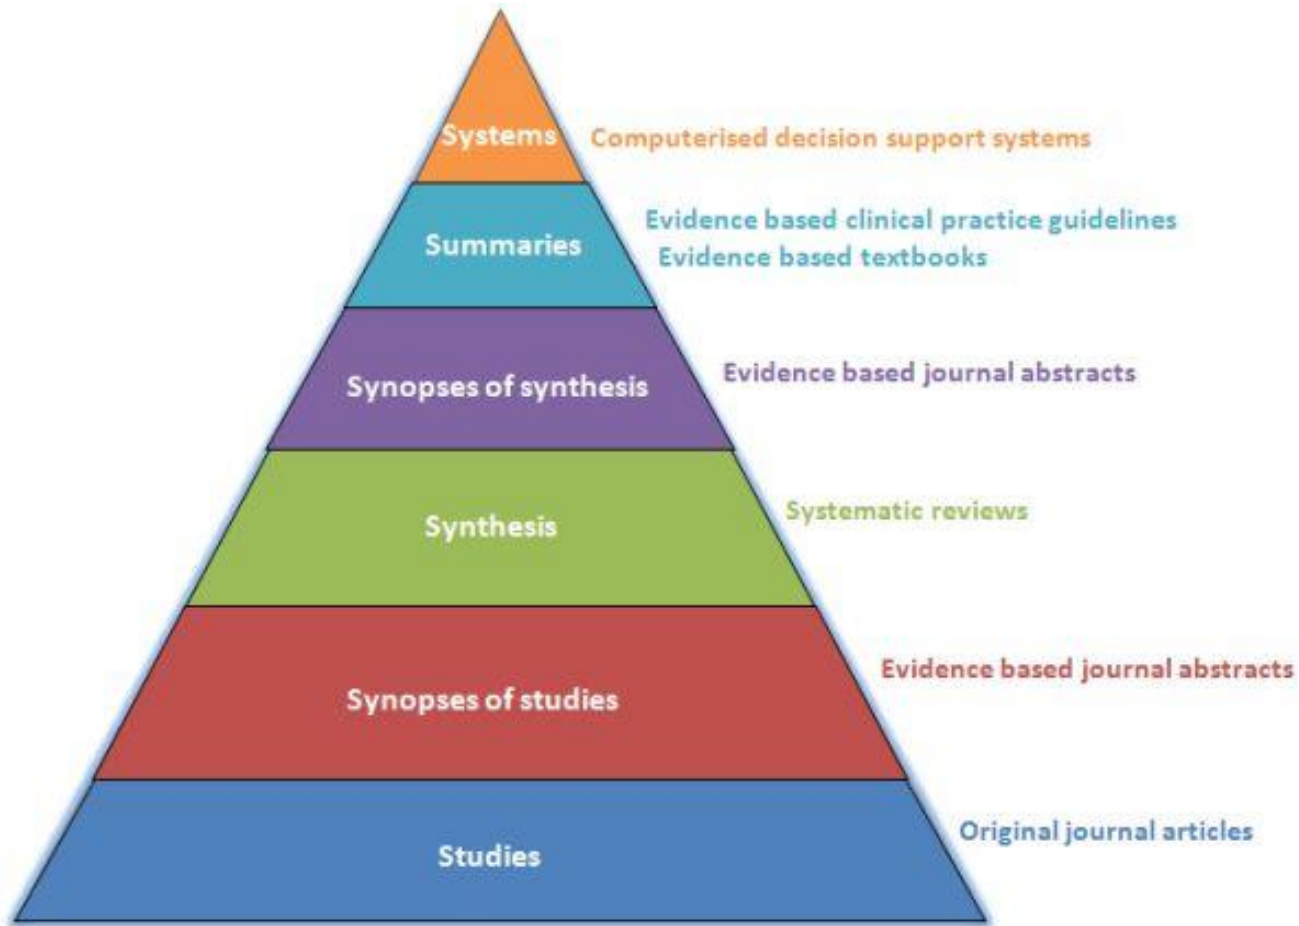 Systems
Computerised decision support systems
Summaries
Evidence based clinical practice guidelines
Evidence based textbooks
Synopses of synthesis
Evidence based journal abstracts
Synthesis
Systematic reviews
Synopses of studies
Evidence based journal abstracts
Studies
Original journal articles